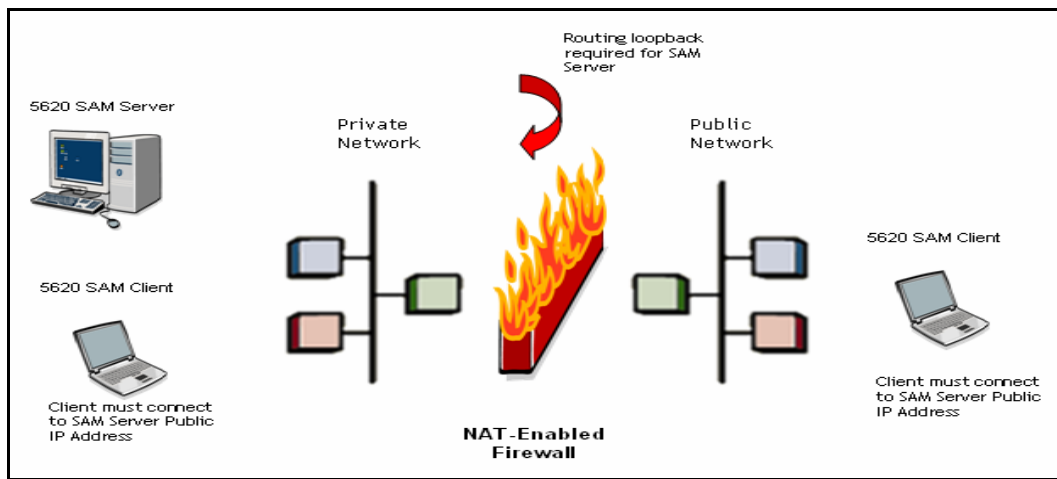 Routing loopback
required for SAM
Server
5620 SAM Server
Private
Network
Public
Network
5620 SAM Client
5620 SAM Client
Client must connect
to SAM Server Public
IP Address
Client must connect
to SAM Server Public
IP Address
NAT-Enabled
Firewall